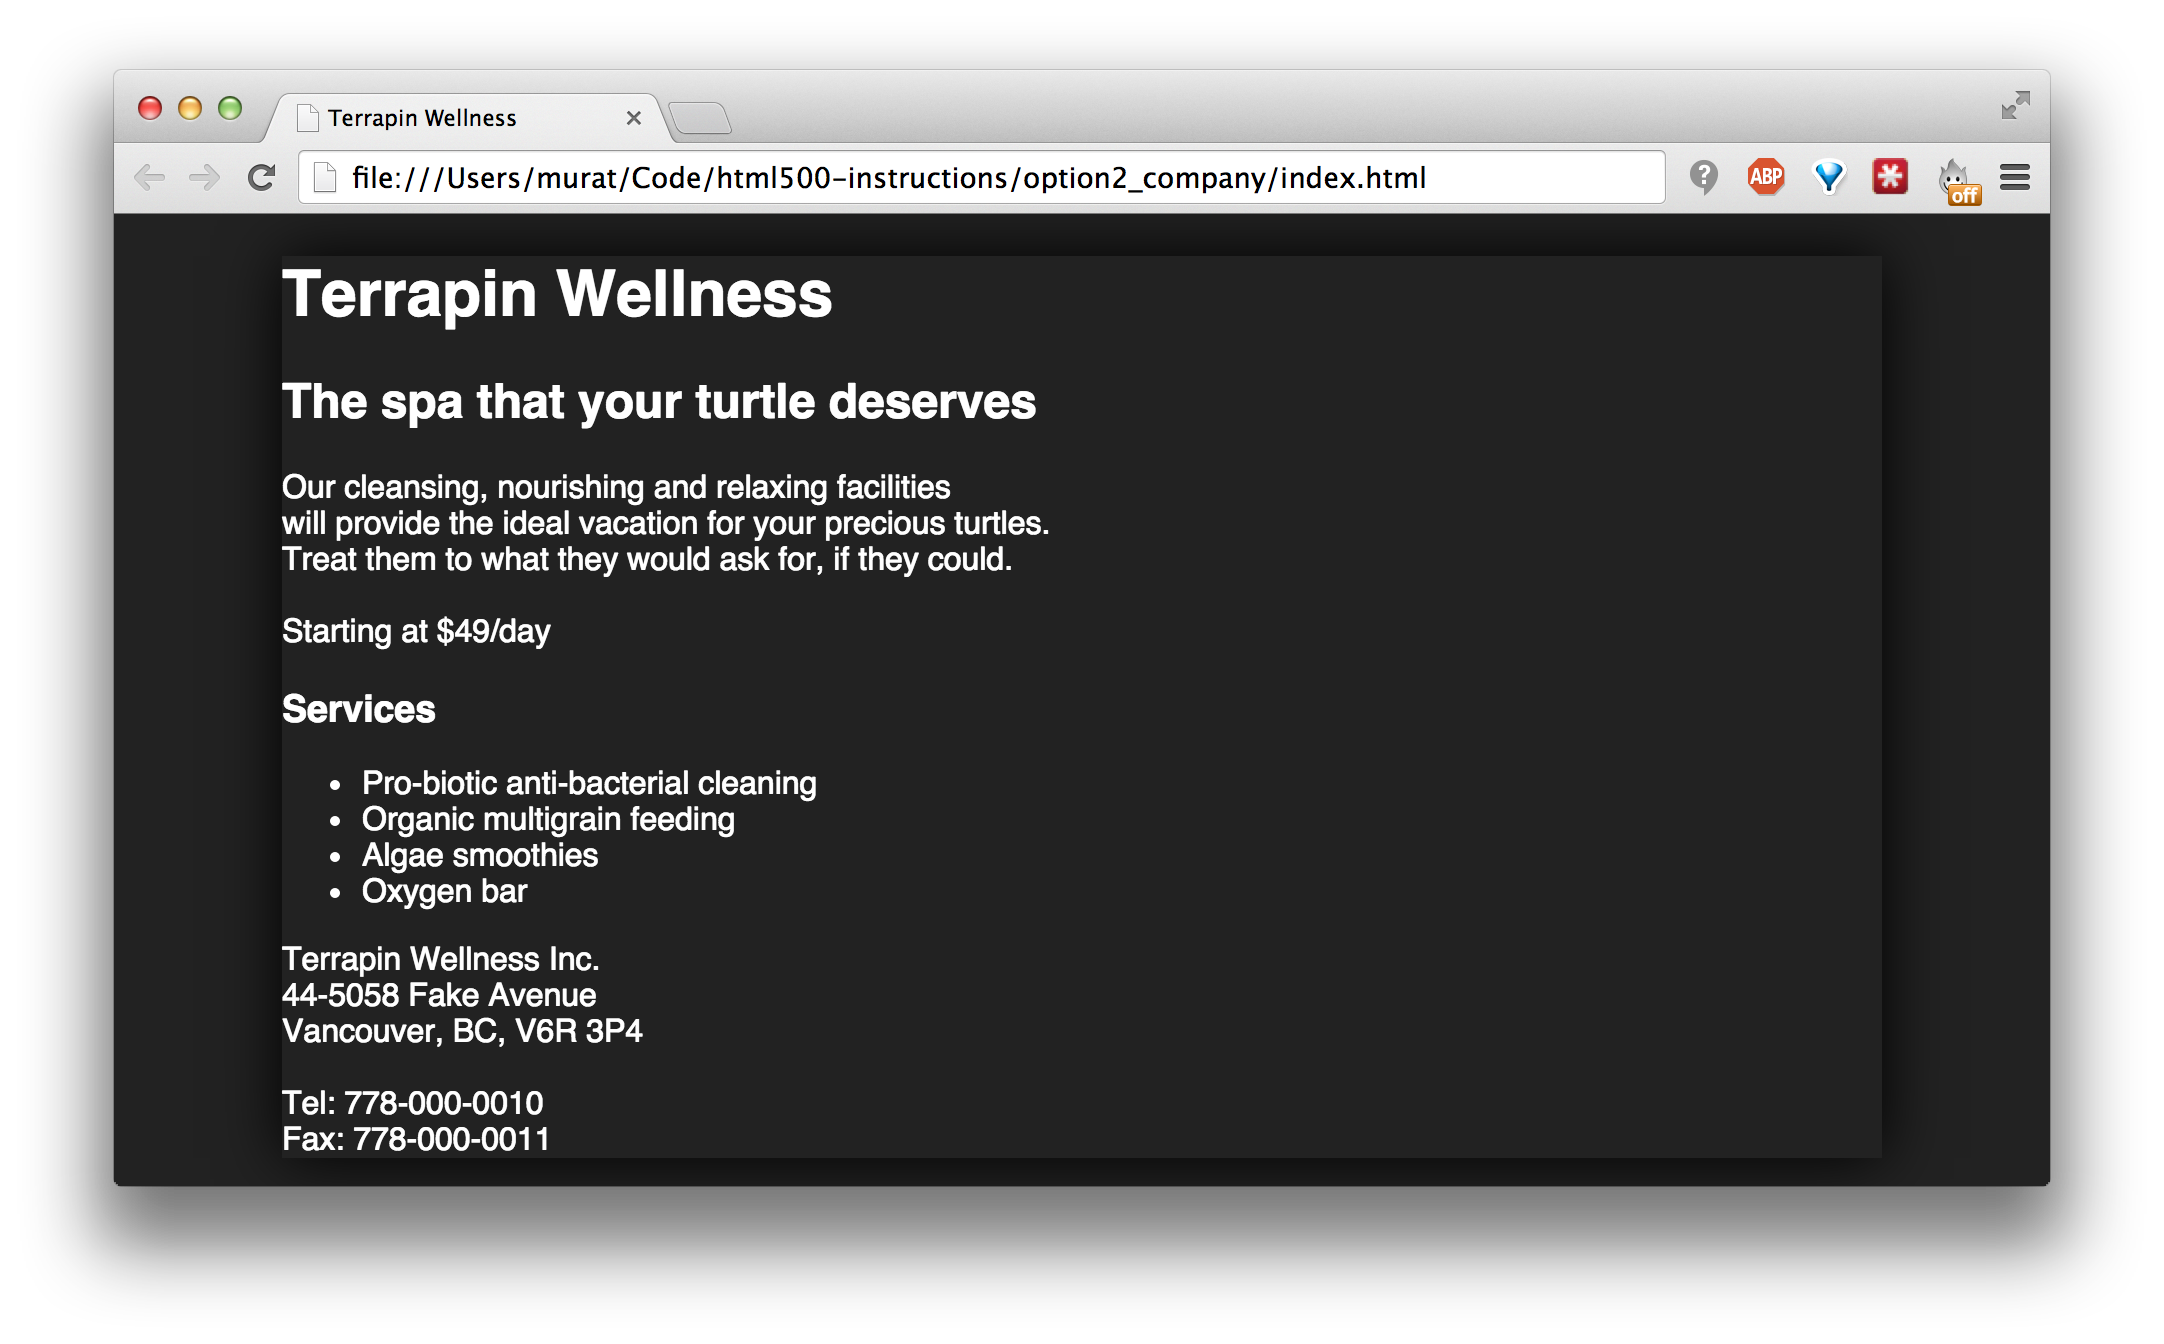 Terrapin Wellness
file:///Users/murat/Code/html500-instructions/option2_company/index.html
ABP
off
Terrapin Wellness
The spa that your turtle deserves
Our cleansing, nourishing and relaxing facilities
will provide the ideal vacation for your precious turtles.
Treat them to what they would ask for, if they could.
Starting at $49/day
Services
• Pro-biotic anti-bacterial cleaning
• Organic multigrain feeding
• Algae smoothies
• Oxygen bar
Terrapin Wellness Inc.
44-5058 Fake Avenue
Vancouver, BC, V6R 3P4
Tel: 778-000-0010
Fax: 778-000-0011